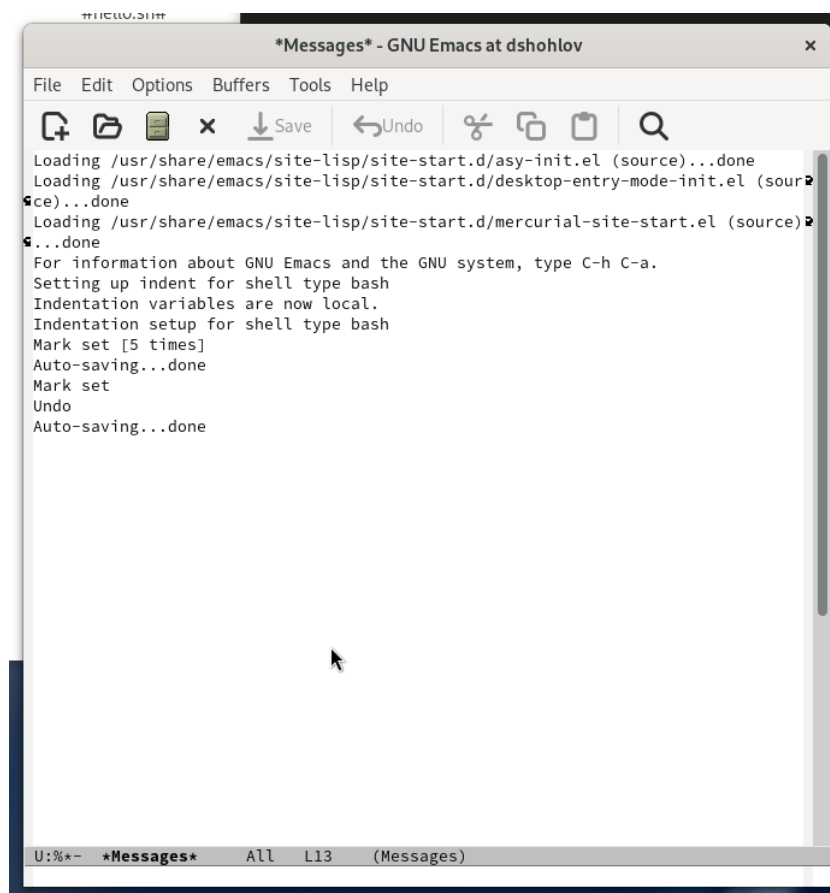 #hello.sh#
*Messages* - GNU Emacs at dshohlov
File Edit Options Buffers Tools Help
Save Undo
Loading /usr/share/emacs/site-lisp/site-start.d/asy-init.el (source)...done
Loading /usr/share/emacs/site-lisp/site-start.d/desktop-entry-mode-init.el (sour
ce)...done
Loading /usr/share/emacs/site-lisp/site-start.d/mercurial-site-start.el (source)
...done
For information about GNU Emacs and the GNU system, type C-h C-a.
Setting up indent for shell type bash
Indentation variables are now local.
Indentation setup for shell type bash
Mark set [5 times]
Auto-saving...done
Mark set
Undo
Auto-saving...done
U:%*- *Messages* All L13 (Messages)